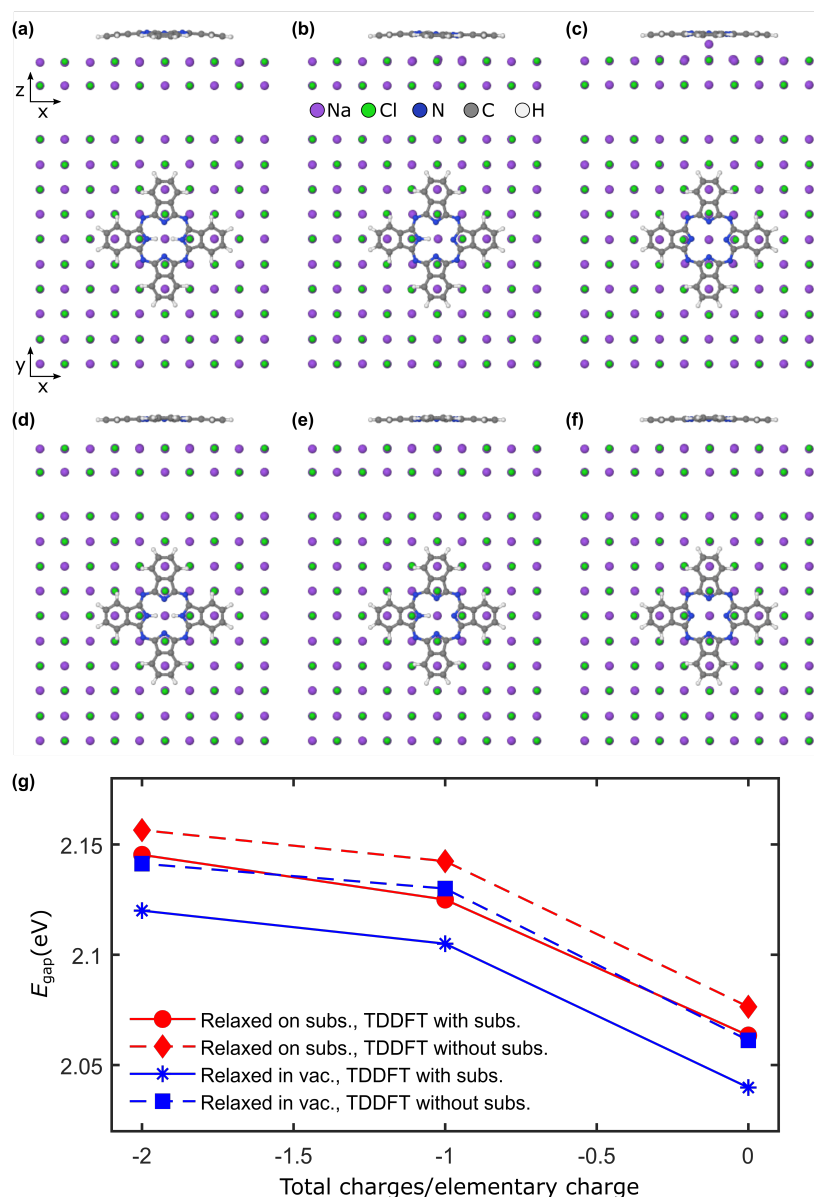 (a) (b) (c)
z
x
Na Cl N C H
y
x
(d) (e) (f)
(g)
2.15
2.1
2.05
E_gap(eV)
Relaxed on subs., TDDFT with subs.
Relaxed on subs., TDDFT without subs.
Relaxed in vac., TDDFT with subs.
Relaxed in vac., TDDFT without subs.
-2 -1.5 -1 -0.5 0
Total charges/elementary charge